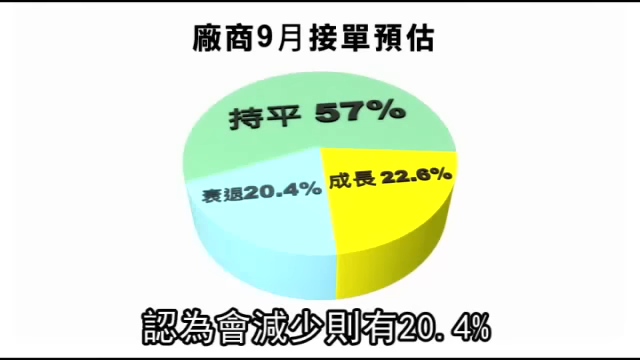 廠商9月接單預估
持平 57%
衰退20.4%
成長 22.6%
認為會減少則有20.4%